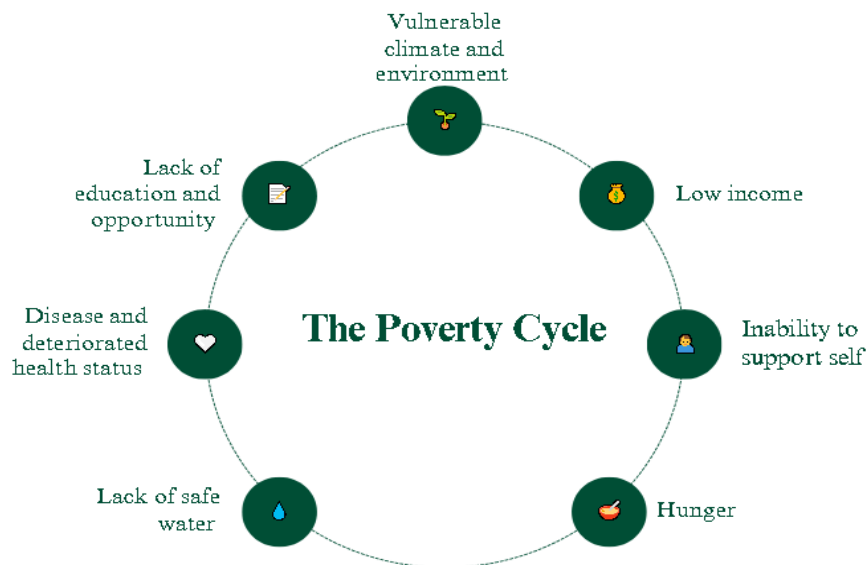 Vulnerable
climate and
environment
Lack of
education and
opportunity
Low income
The Poverty Cycle
Disease and
deteriorated
health status
Inability to
support self
Lack of safe
water
Hunger